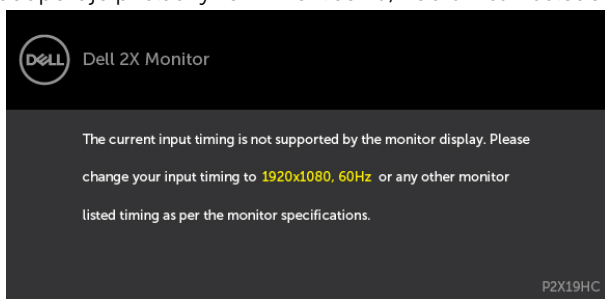 DELL
Dell 2X Monitor
The current input timing is not supported by the monitor display. Please
change your input timing to 1920x1080, 60Hz or any other monitor
listed timing as per the monitor specifications.
P2X19HC